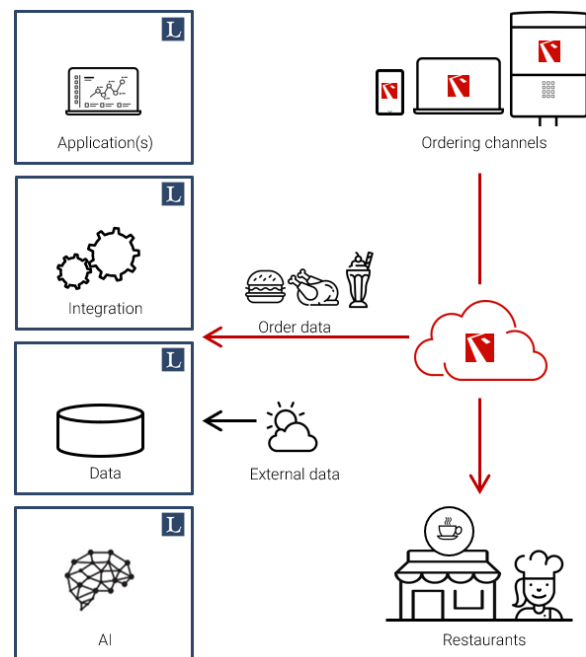 L
Application(s)
Ordering channels
L
Integration
Order data
L
Data
External data
L
AI
Restaurants